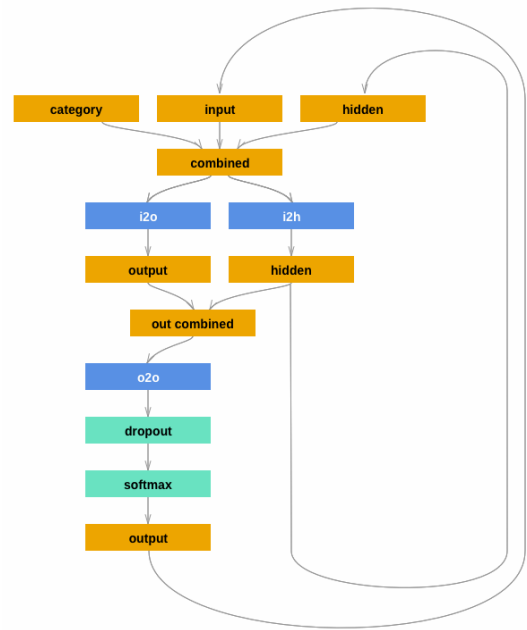 category
input
hidden
combined
i2o
i2h
output
hidden
out combined
o2o
dropout
softmax
output